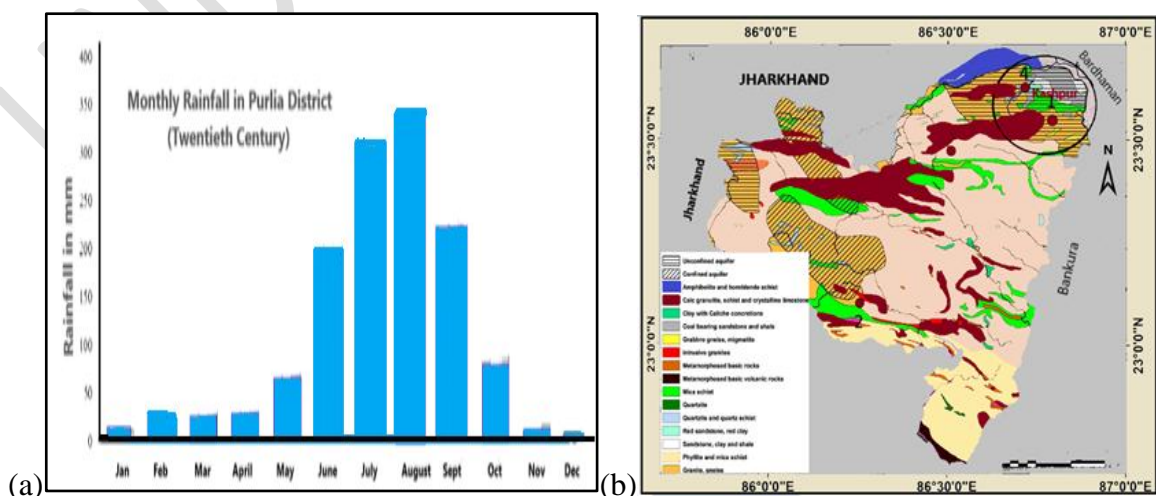 Monthly Rainfall in Purlia District
(Twentieth Century)
Rainfall in mm
400
350
300
250
200
150
100
50
0
Jan Feb Mar April May June July August Sept Oct Nov Dec
(a)
86°0'0"E 86°30'0"E 87°0'0"E
JHARKHAND
Bardhaman
4
Kashpur
23°30'0"N
23°30'0"N
N
Jharkhand
Bankura
Unconfined aquifer
Confined aquifer
Amphibolite and hornblende schist
Calc granulite, schist and crystalline limestone
Clay with Caliche concretions
Coal bearing sandstone and shale
Intrusive granites
Metamorphosed basic rocks
Metamorphosed basic volcanic rocks
Mica schist
Quartzite
Quartzite and quartz schist
Red sandstone, red clay
Sandstone, clay and shale
Phyllite and mica schist
Granite, gneiss
23°0'0"N
23°0'0"N
86°0'0"E 86°30'0"E 87°0'0"E
(b)